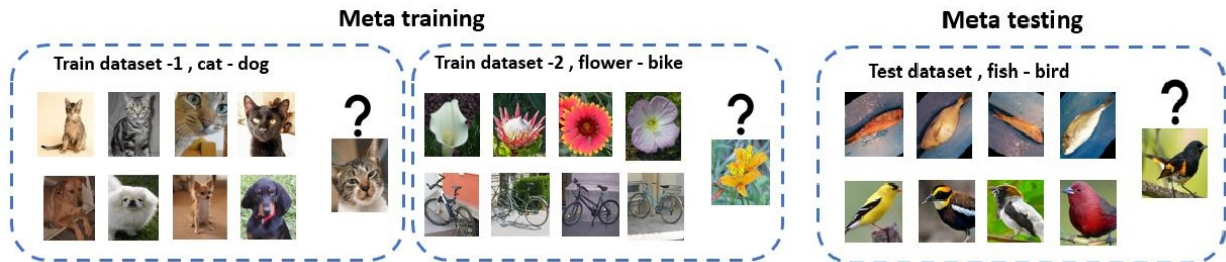 Meta training
Meta testing
Train dataset -1 , cat - dog
Train dataset -2 , flower - bike
Test dataset , fish - bird
?
?
?